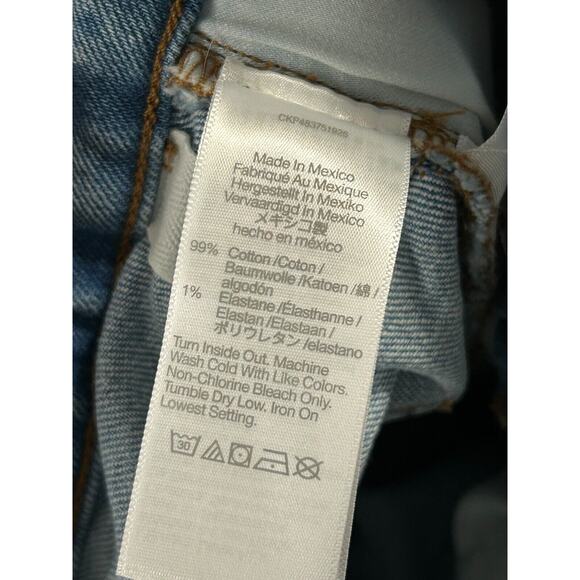 CKP483751926
Made In Mexico
Fabriqué Au Mexique
Hergestellt In Mexiko
Vervaardigd In Mexico
メキシコ製
hecho en méxico
99% Cotton /Coton /
Baumwolle /Katoen /綿 /
algodón
1% Elastane /Élasthanne /
Elastan /Elastaan /
ポリウレタン /elastano
Turn Inside Out. Machine
Wash Cold With Like Colors.
Non-Chlorine Bleach Only.
Tumble Dry Low. Iron On
Lowest Setting.
30